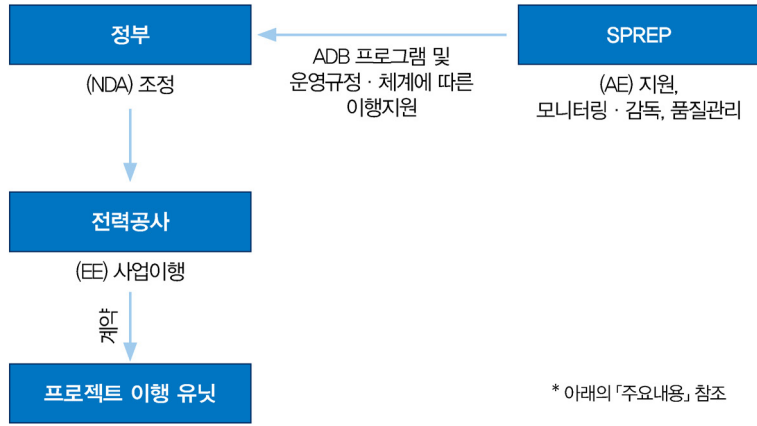 정부
(NDA) 조정
ADB 프로그램 및
운영규정·체계에 따른
이행지원
SPREP
(AE) 지원,
모니터링·감독, 품질관리
전력공사
(EE) 사업이행
계약
프로젝트 이행 유닛
* 아래의 「주요내용」 참조